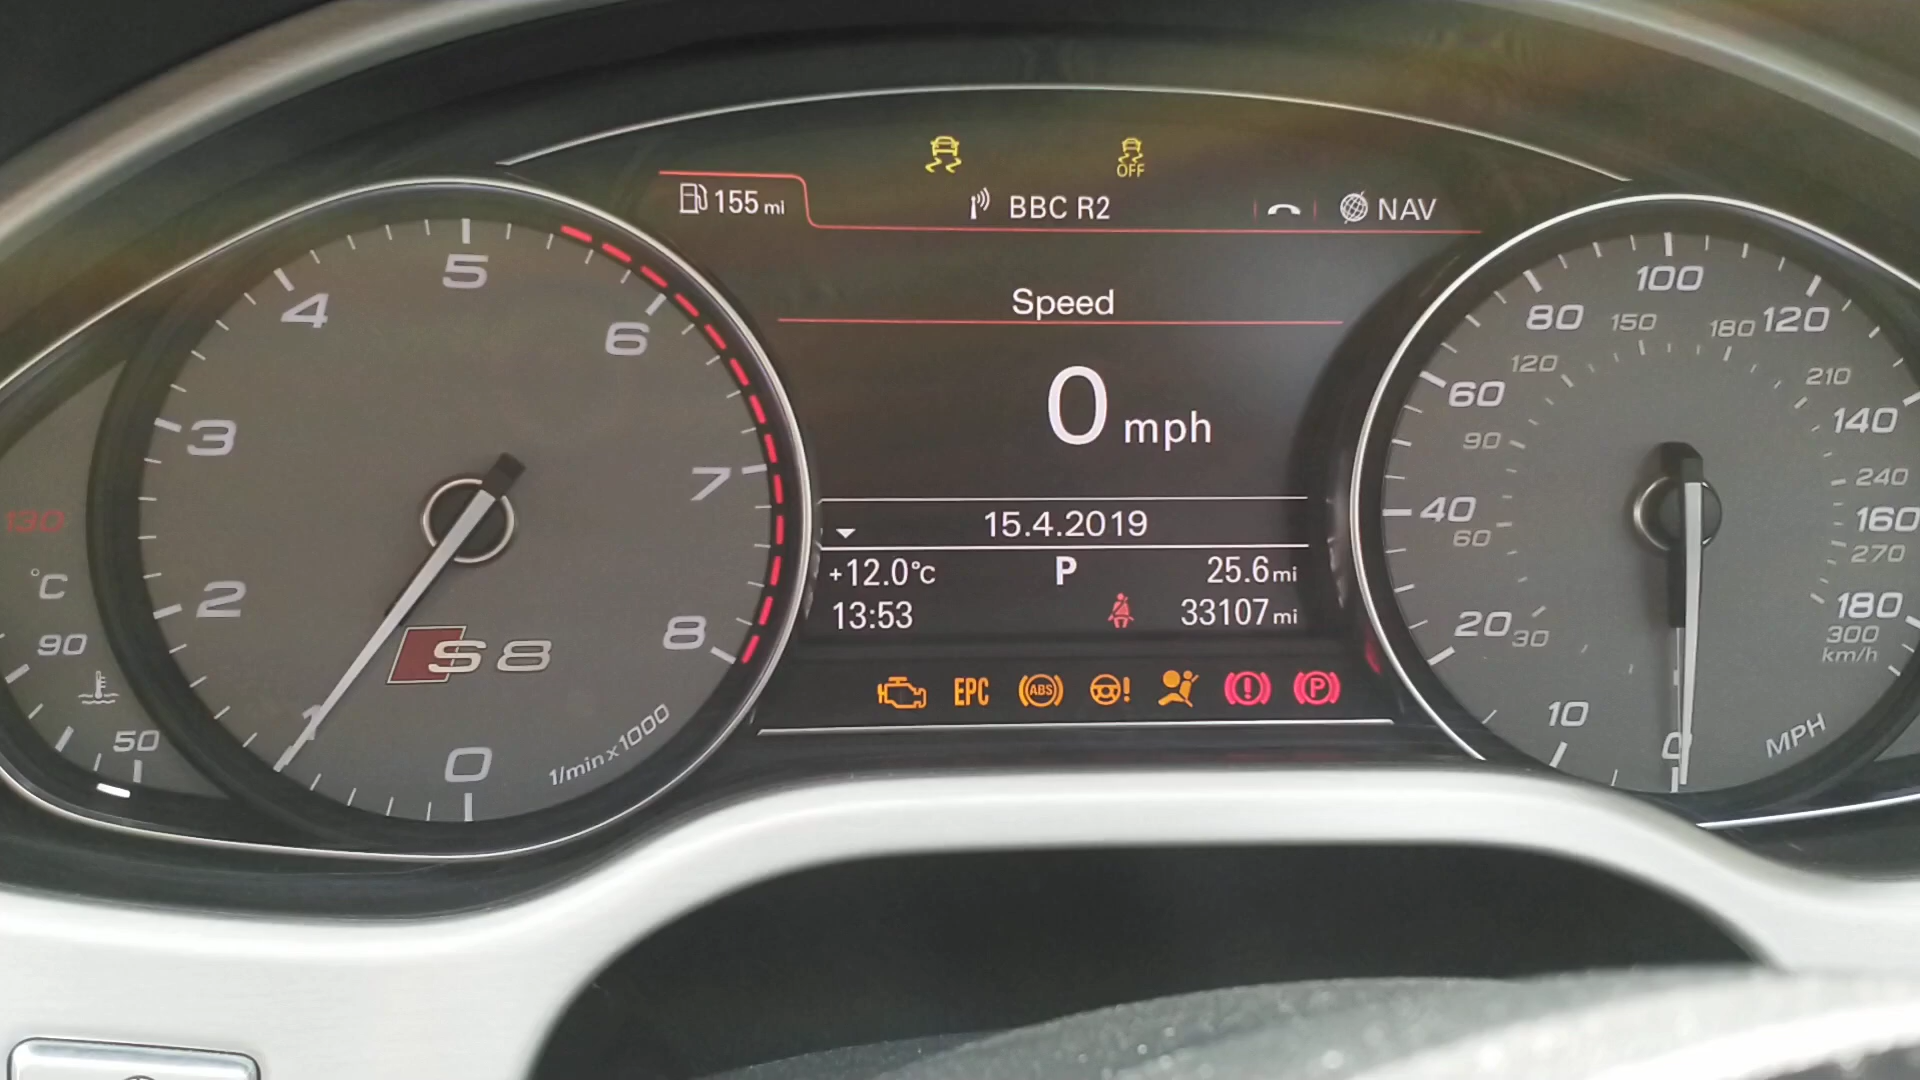 OFF
155 mi BBC R2 NAV
Speed
0 mph
15.4.2019
+12.0°C P 25.6 mi
13:53 33107 mi
EPC ABS ! ! P
0 1 2 3 4 5 6 7 8
1/min x 1000
S8
130
°C
90
50
0 10 20 40 60 80 100 120 140 160 180
MPH
30 60 90 120 150 180 210 240 270 300
km/h